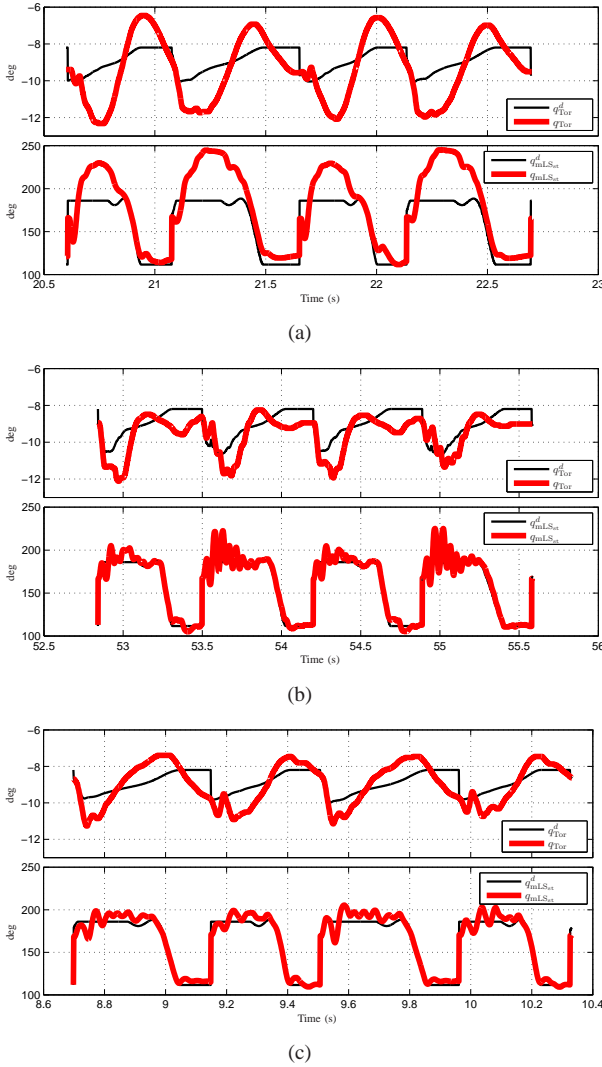 −6
−8
−10
−12
deg
q^d_Tor
q_Tor
250
200
150
100
deg
q^d_mLS_st
q_mLS_st
20.5 21 21.5 22 22.5 23
Time (s)
(a)
−6
−8
−10
−12
deg
q^d_Tor
q_Tor
250
200
150
100
deg
q^d_mLS_st
q_mLS_st
52.5 53 53.5 54 54.5 55 55.5 56
Time (s)
(b)
−6
−8
−10
−12
deg
q^d_Tor
q_Tor
250
200
150
100
deg
q^d_mLS_st
q_mLS_st
8.6 8.8 9 9.2 9.4 9.6 9.8 10 10.2 10.4
Time (s)
(c)